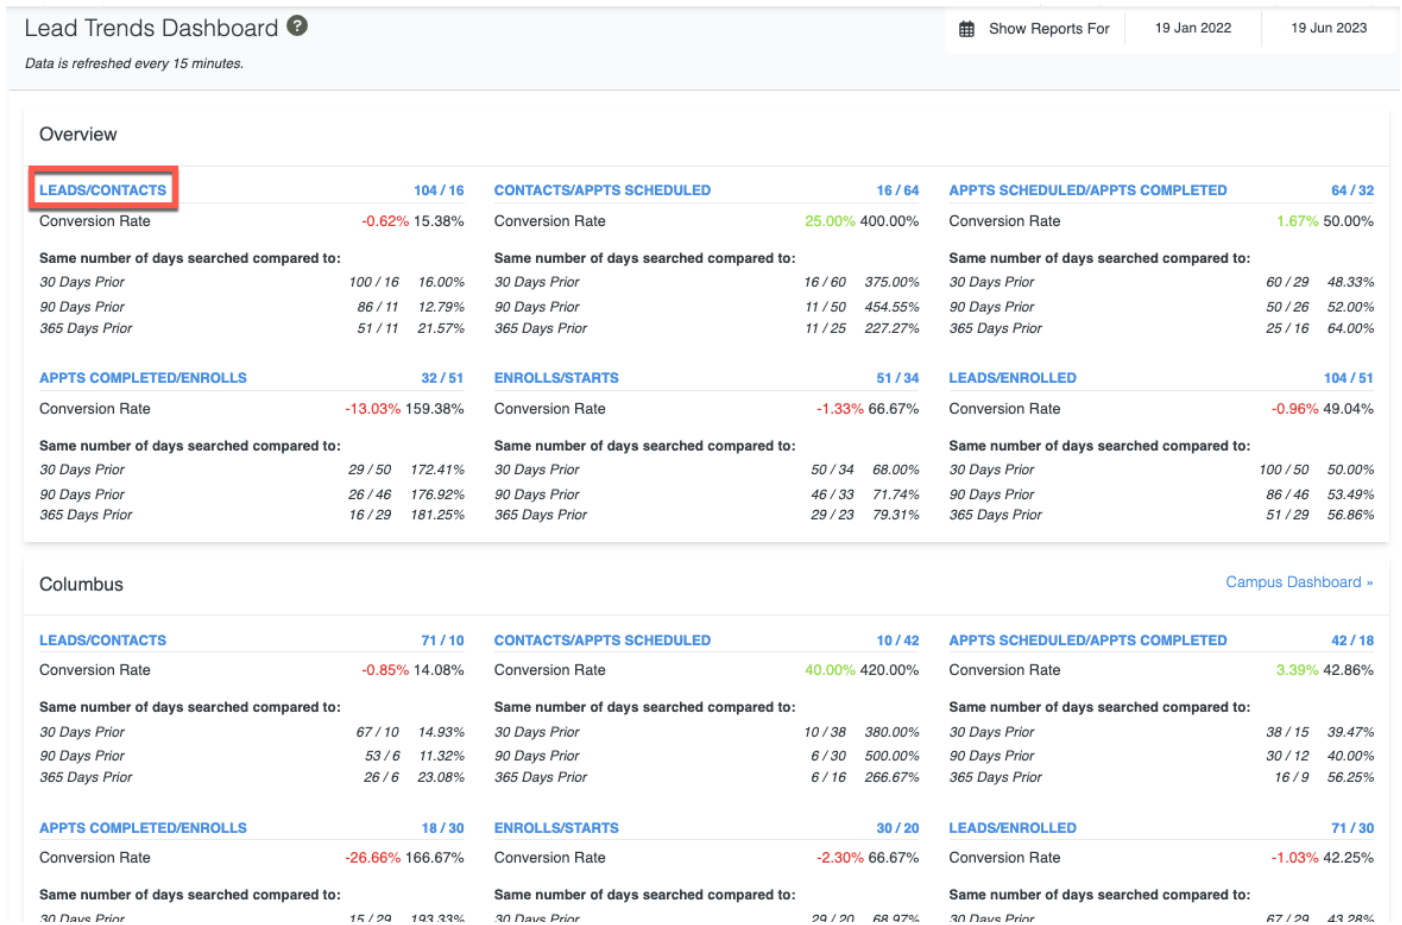 Lead Trends Dashboard ?
Show Reports For 19 Jan 2022 19 Jun 2023
Data is refreshed every 15 minutes.
Overview
LEADS/CONTACTS 104 / 16 CONTACTS/APPTS SCHEDULED 16 / 64 APPTS SCHEDULED/APPTS COMPLETED 64 / 32
Conversion Rate -0.62% 15.38% Conversion Rate 25.00% 400.00% Conversion Rate 1.67% 50.00%
Same number of days searched compared to: Same number of days searched compared to: Same number of days searched compared to:
30 Days Prior 100 / 16 16.00% 30 Days Prior 16 / 60 375.00% 30 Days Prior 60 / 29 48.33%
90 Days Prior 86 / 11 12.79% 90 Days Prior 11 / 50 454.55% 90 Days Prior 50 / 26 52.00%
365 Days Prior 51 / 11 21.57% 365 Days Prior 11 / 25 227.27% 365 Days Prior 25 / 16 64.00%
APPTS COMPLETED/ENROLLS 32 / 51 ENROLLS/STARTS 51 / 34 LEADS/ENROLLED 104 / 51
Conversion Rate -13.03% 159.38% Conversion Rate -1.33% 66.67% Conversion Rate -0.96% 49.04%
Same number of days searched compared to: Same number of days searched compared to: Same number of days searched compared to:
30 Days Prior 29 / 50 172.41% 30 Days Prior 50 / 34 68.00% 30 Days Prior 100 / 50 50.00%
90 Days Prior 26 / 46 176.92% 90 Days Prior 46 / 33 71.74% 90 Days Prior 86 / 46 53.49%
365 Days Prior 16 / 29 181.25% 365 Days Prior 29 / 23 79.31% 365 Days Prior 51 / 29 56.86%
Columbus Campus Dashboard »
LEADS/CONTACTS 71 / 10 CONTACTS/APPTS SCHEDULED 10 / 42 APPTS SCHEDULED/APPTS COMPLETED 42 / 18
Conversion Rate -0.85% 14.08% Conversion Rate 40.00% 420.00% Conversion Rate 3.39% 42.86%
Same number of days searched compared to: Same number of days searched compared to: Same number of days searched compared to:
30 Days Prior 67 / 10 14.93% 30 Days Prior 10 / 38 380.00% 30 Days Prior 38 / 15 39.47%
90 Days Prior 53 / 6 11.32% 90 Days Prior 6 / 30 500.00% 90 Days Prior 30 / 12 40.00%
365 Days Prior 26 / 6 23.08% 365 Days Prior 6 / 16 266.67% 365 Days Prior 16 / 9 56.25%
APPTS COMPLETED/ENROLLS 18 / 30 ENROLLS/STARTS 30 / 20 LEADS/ENROLLED 71 / 30
Conversion Rate -26.66% 166.67% Conversion Rate -2.30% 66.67% Conversion Rate -1.03% 42.25%
Same number of days searched compared to: Same number of days searched compared to: Same number of days searched compared to:
30 Days Prior 15 / 29 193.33% 30 Days Prior 29 / 20 68.97% 30 Days Prior 67 / 29 43.28%